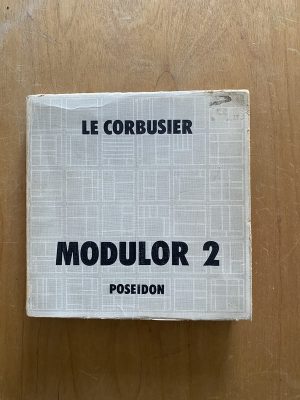 LE CORBUSIER
MODULOR 2
POSEIDON